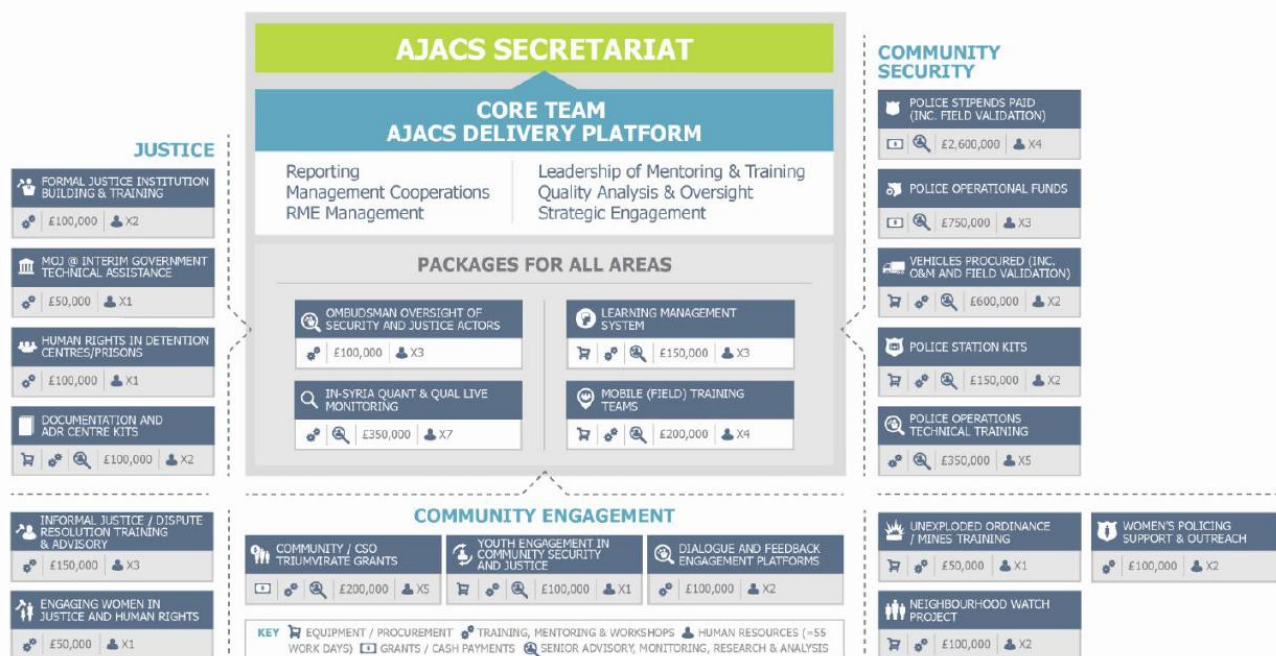 AJACS SECRETARIAT
CORE TEAM
AJACS DELIVERY PLATFORM
Reporting
Management Cooperations
RME Management
Leadership of Mentoring & Training
Quality Analysis & Oversight
Strategic Engagement
PACKAGES FOR ALL AREAS
OMBUDSMAN OVERSIGHT OF
SECURITY AND JUSTICE ACTORS
£100,000 X3
LEARNING MANAGEMENT
SYSTEM
£150,000 X3
IN-SYRIA QUANT & QUAL LIVE
MONITORING
£350,000 X7
MOBILE (FIELD) TRAINING
TEAMS
£200,000 X4
JUSTICE
FORMAL JUSTICE INSTITUTION
BUILDING & TRAINING
£100,000 X2
MOJ @ INTERIM GOVERNMENT
TECHNICAL ASSISTANCE
£50,000 X1
HUMAN RIGHTS IN DETENTION
CENTRES/PRISONS
£100,000 X1
DOCUMENTATION AND
ADR CENTRE KITS
£100,000 X2
INFORMAL JUSTICE / DISPUTE
RESOLUTION TRAINING
& ADVISORY
£150,000 X3
ENGAGING WOMEN IN
JUSTICE AND HUMAN RIGHTS
£50,000 X1
COMMUNITY
SECURITY
POLICE STIPENDS PAID
(INC. FIELD VALIDATION)
£2,600,000 X4
POLICE OPERATIONAL FUNDS
£750,000 X3
VEHICLES PROCURED (INC.
O&M AND FIELD VALIDATION)
£600,000 X2
POLICE STATION KITS
£150,000 X2
POLICE OPERATIONS
TECHNICAL TRAINING
£350,000 X5
UNEXPLODED ORDINANCE
/ MINES TRAINING
£50,000 X1
WOMEN'S POLICING
SUPPORT & OUTREACH
£100,000 X2
NEIGHBOURHOOD WATCH
PROJECT
£100,000 X2
COMMUNITY ENGAGEMENT
COMMUNITY / CSO
TRIUMVIRATE GRANTS
£200,000 X5
YOUTH ENGAGEMENT IN
COMMUNITY SECURITY
AND JUSTICE
£100,000 X1
DIALOGUE AND FEEDBACK
ENGAGEMENT PLATFORMS
£100,000 X2
KEY EQUIPMENT / PROCUREMENT TRAINING, MENTORING & WORKSHOPS HUMAN RESOURCES (=55
WORK DAYS) GRANTS / CASH PAYMENTS SENIOR ADVISORY, MONITORING, RESEARCH & ANALYSIS